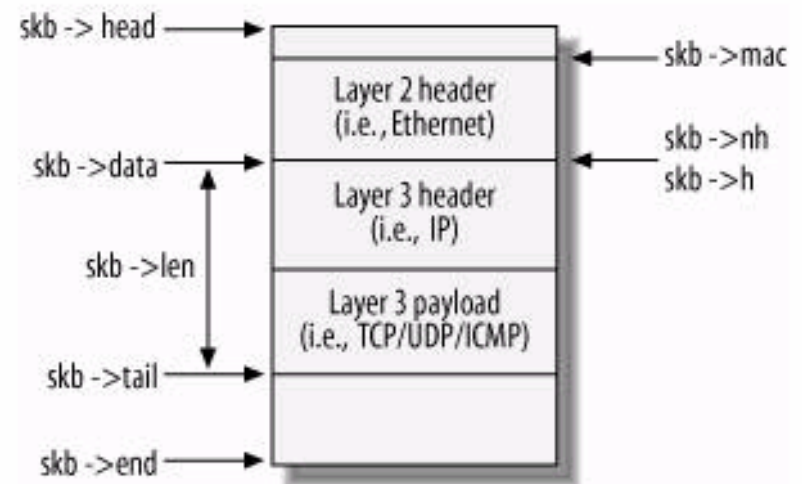 skb -> head
skb ->mac
Layer 2 header
(i.e., Ethernet)
skb ->nh
skb ->data
skb ->h
Layer 3 header
(i.e., IP)
skb ->len
Layer 3 payload
(i.e., TCP/UDP/ICMP)
skb ->tail
skb ->end